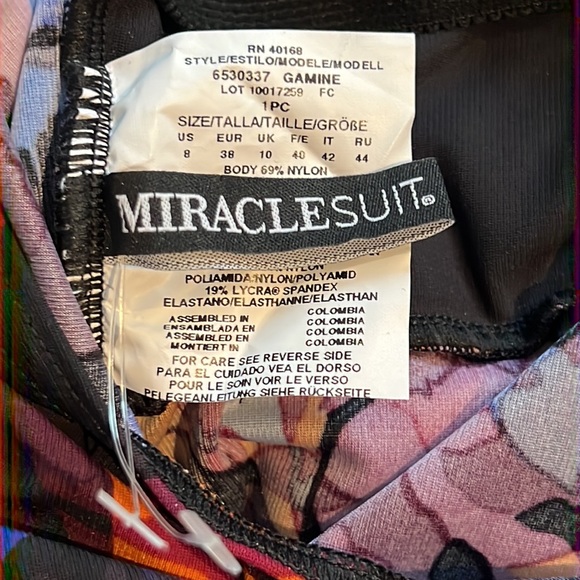 RN 40168
STYLE/ESTILO/MODELE/MODELL
6530337 GAMINE
LOT 10017259 FC
1PC
SIZE/TALLA/TAILLE/GRÖßE
US EUR UK F/E IT RU
8 38 10 40 42 44
BODY 69% NYLON
MIRACLESUIT®
POLIAMIDA/NYLON/POLYAMID
19% LYCRA® SPANDEX
ELASTANO/ELASTHANNE/ELASTHAN
ASSEMBLED IN COLOMBIA
ENSAMBLADA EN COLOMBIA
ASSEMBLE EN COLOMBIA
MONTIERT IN COLOMBIA
FOR CARE SEE REVERSE SIDE
PARA EL CUIDADO VEA EL DORSO
POUR LE SOIN VOIR LE VERSO
PFLEGEANLEITUNG SIEHE RÜCKSEITE